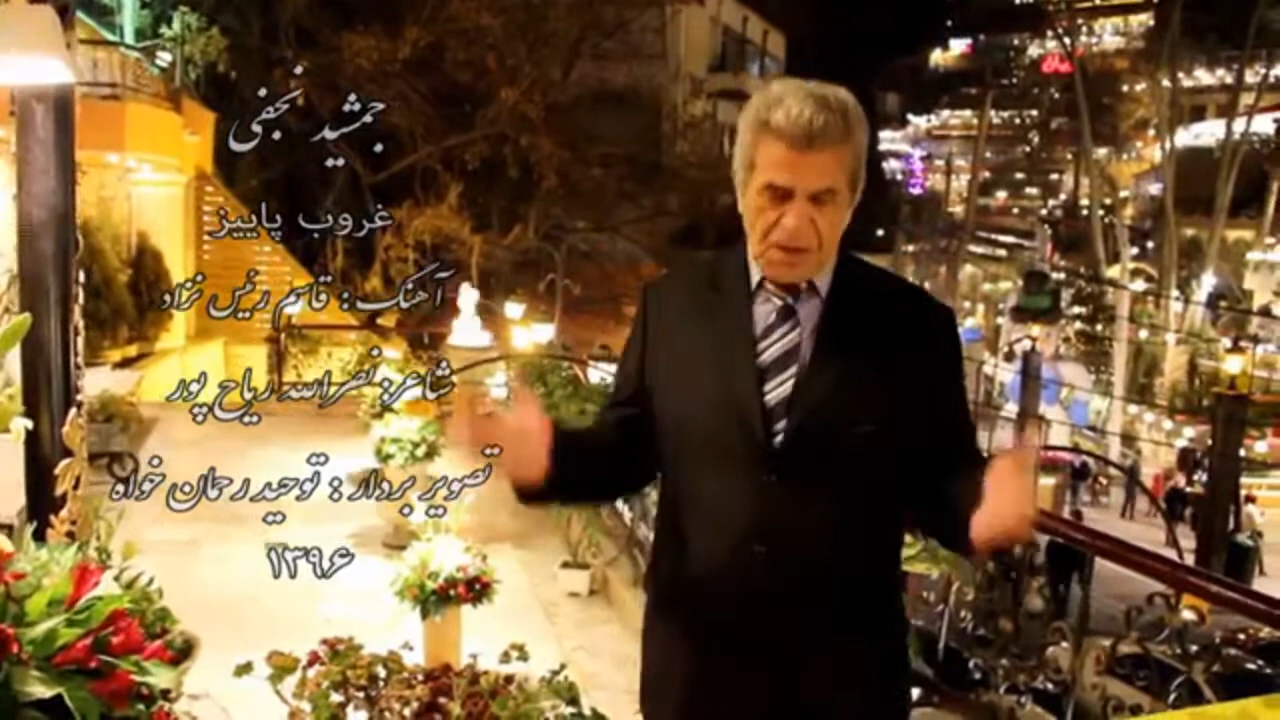 جمشید نجفی
غروب پاییز
آهنگ : قاسم رئیس نژاد
شاعر: نصرالله ریاح پور
تصویر بردار : توحید رحمان خواه
۱۳۹۶